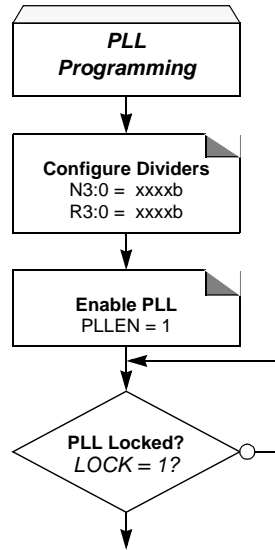 PLL
Programming
Configure Dividers
N3:0 = xxxxb
R3:0 = xxxxb
Enable PLL
PLLEN = 1
PLL Locked?
LOCK = 1?